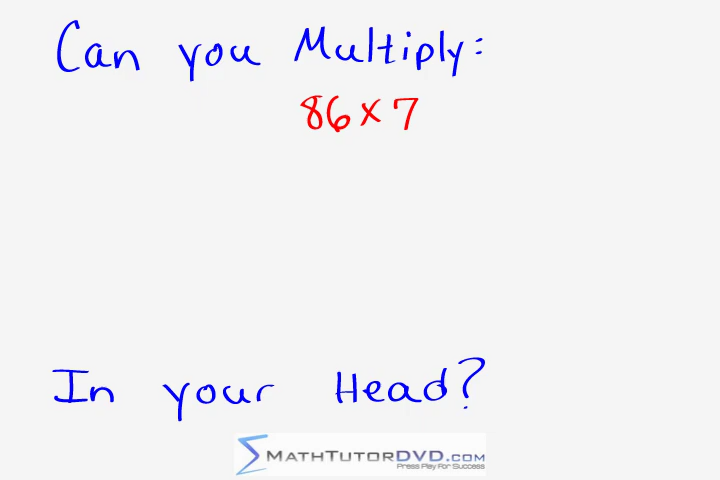 Can you Multiply:
86 x 7
In your Head?
MATHTUTORDVD.COM
Press Play For Success